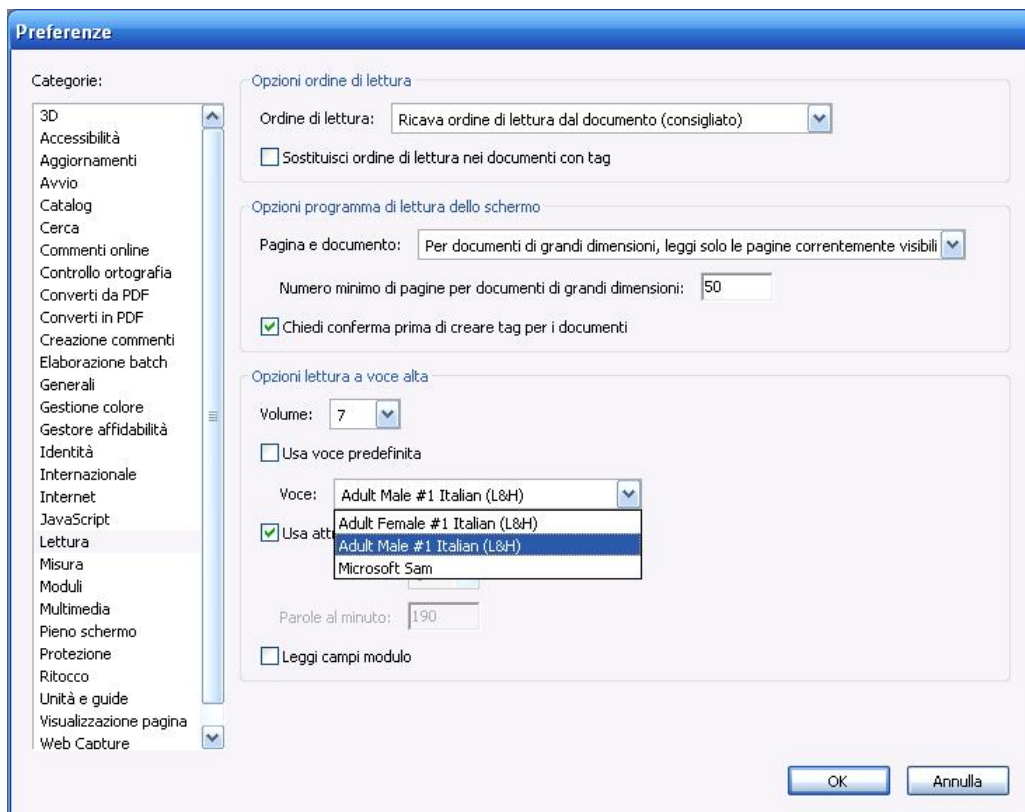 Preferenze
Categorie:
3D
Accessibilità
Aggiornamenti
Avvio
Catalog
Cerca
Commenti online
Controllo ortografia
Converti da PDF
Converti in PDF
Creazione commenti
Elaborazione batch
Generali
Gestione colore
Gestore affidabilità
Identità
Internazionale
Internet
JavaScript
Lettura
Misura
Moduli
Multimedia
Pieno schermo
Protezione
Ritocco
Unità e guide
Visualizzazione pagina
Web Capture
Opzioni ordine di lettura
Ordine di lettura: Ricava ordine di lettura dal documento (consigliato)
Sostituisci ordine di lettura nei documenti con tag
Opzioni programma di lettura dello schermo
Pagina e documento: Per documenti di grandi dimensioni, leggi solo le pagine correntemente visibili
Numero minimo di pagine per documenti di grandi dimensioni: 50
Chiedi conferma prima di creare tag per i documenti
Opzioni lettura a voce alta
Volume: 7
Usa voce predefinita
Voce: Adult Male #1 Italian (L&H)
Adult Female #1 Italian (L&H)
Usa
Adult Male #1 Italian (L&H)
Microsoft Sam
Parole al minuto: 190
Leggi campi modulo
OK Annulla